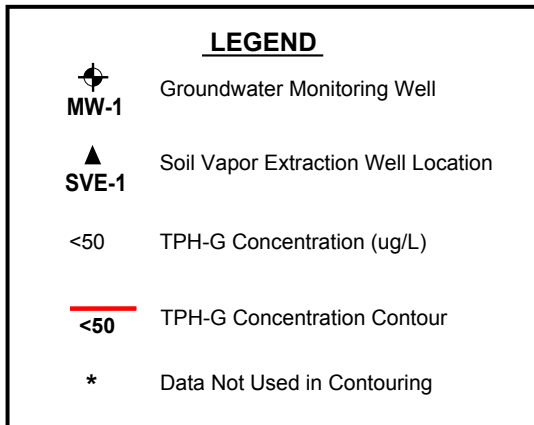 LEGEND
MW-1 Groundwater Monitoring Well
SVE-1 Soil Vapor Extraction Well Location
<50 TPH-G Concentration (ug/L)
<50 TPH-G Concentration Contour
* Data Not Used in Contouring